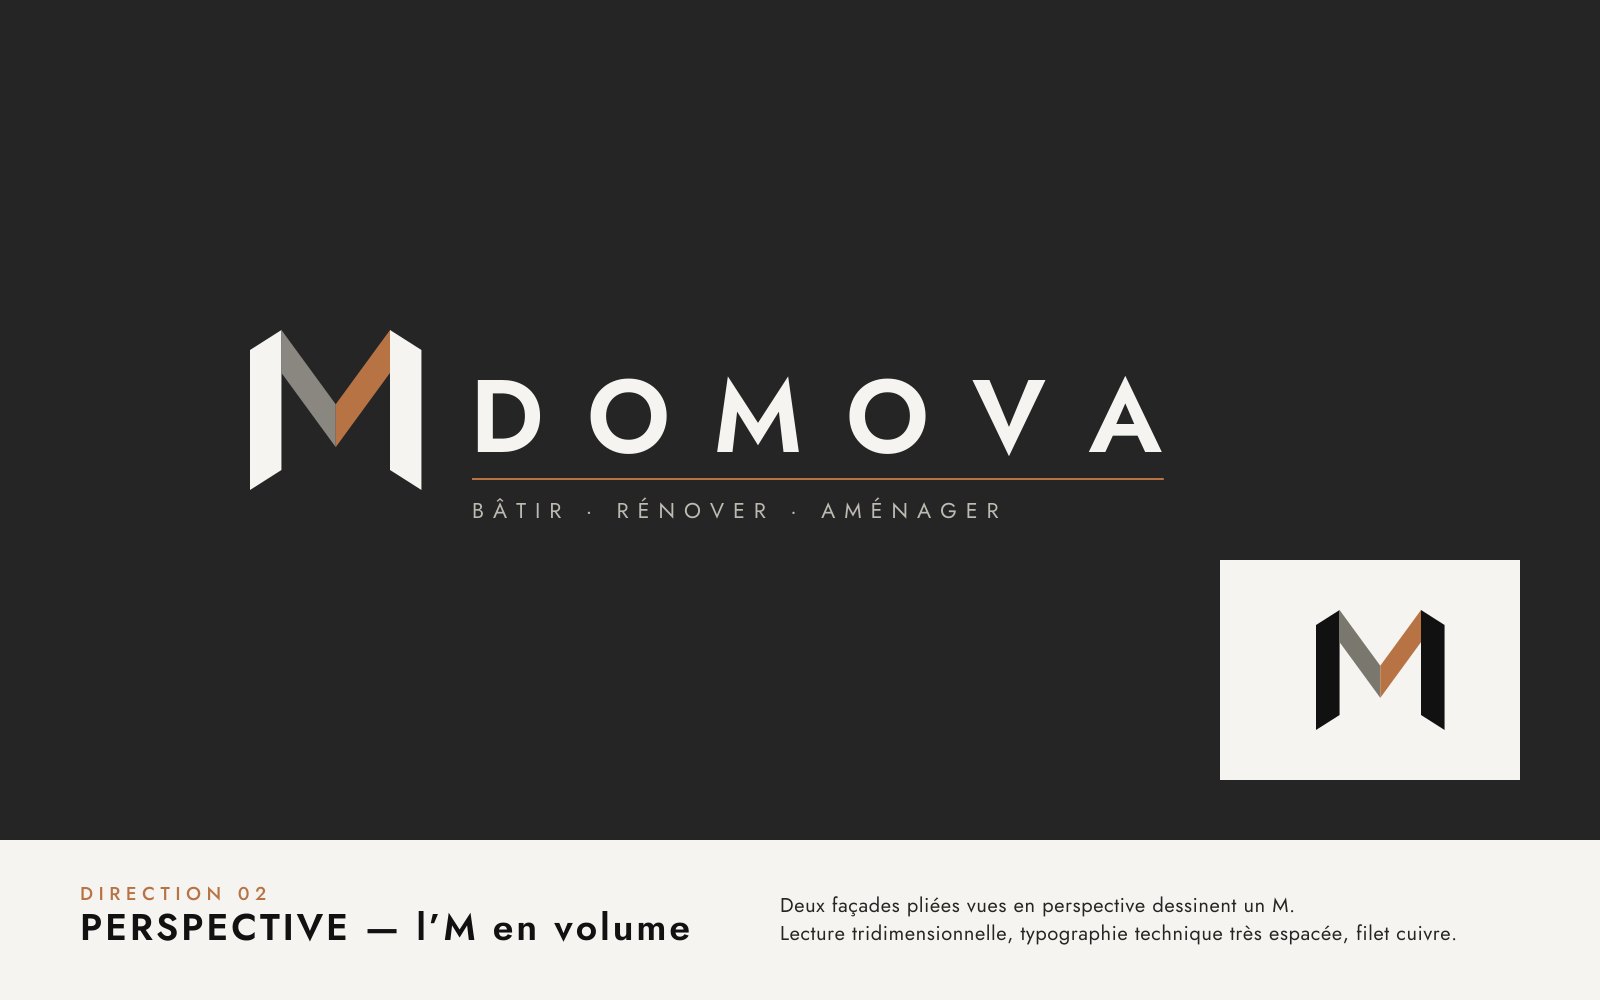 M DOMOVA
BÂTIR · RÉNOVER · AMÉNAGER
M
DIRECTION 02
PERSPECTIVE — l’M en volume
Deux façades pliées vues en perspective dessinent un M.
Lecture tridimensionnelle, typographie technique très espacée, filet cuivre.